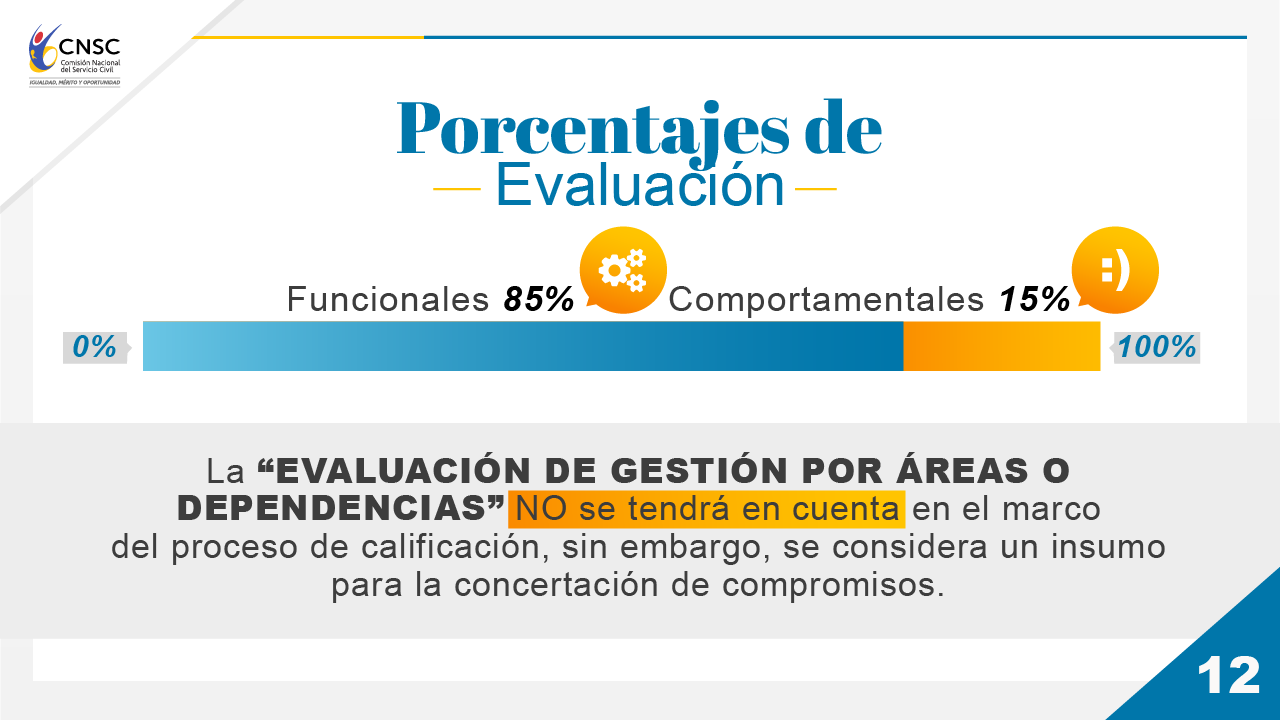 CNSC
Comisión Nacional
del Servicio Civil
IGUALDAD, MÉRITO Y OPORTUNIDAD
Porcentajes de
Evaluación
Funcionales 85%
Comportamentales 15%
:)
0%
100%
La “EVALUACIÓN DE GESTIÓN POR ÁREAS O
DEPENDENCIAS” NO se tendrá en cuenta en el marco
del proceso de calificación, sin embargo, se considera un insumo
para la concertación de compromisos.
12